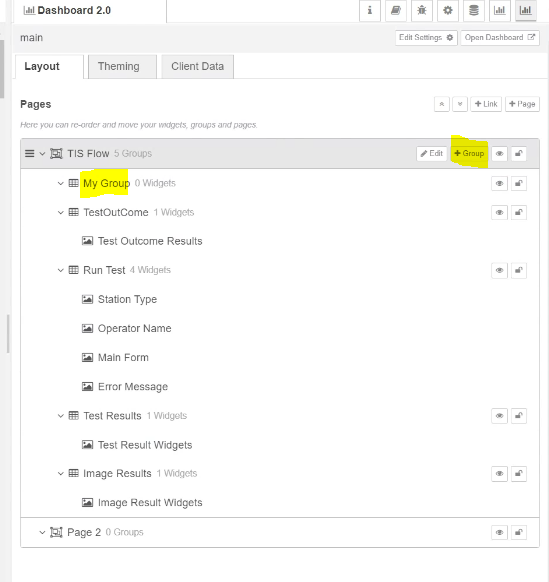 Dashboard 2.0
main
Edit Settings
Open Dashboard
Layout
Theming
Client Data
Pages
+ Link
+ Page
Here you can re-order and move your widgets, groups and pages.
TIS Flow 5 Groups
Edit
+ Group
My Group 0 Widgets
TestOutCome 1 Widgets
Test Outcome Results
Run Test 4 Widgets
Station Type
Operator Name
Main Form
Error Message
Test Results 1 Widgets
Test Result Widgets
Image Results 1 Widgets
Image Result Widgets
Page 2 0 Groups